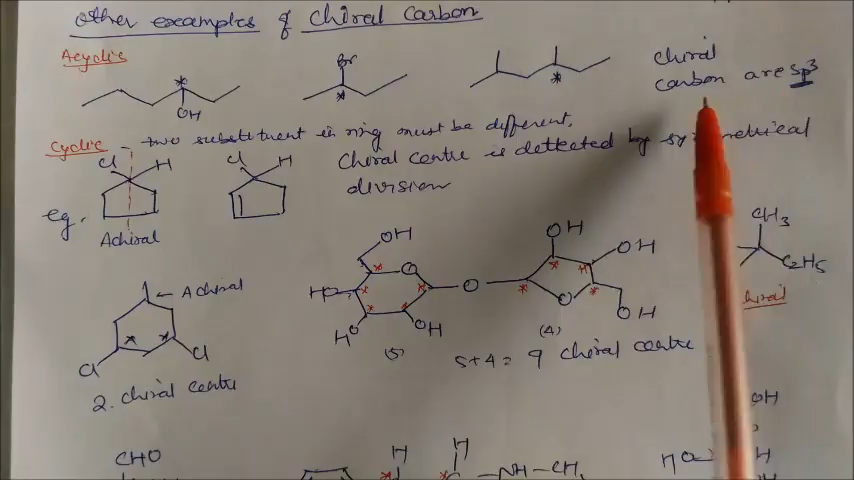 Other examples of chiral carbon
Acyclic
*
OH
Br
*
*
chiral
carbon are sp3
Cyclic - two substituent in ring must be different.
Chiral centre is detected by
division
Cl H
Cl H
eg.
Achiral
← Achiral
* *
Cl Cl
2. chiral centre
OH
O
HO
HO
OH
* * * * *
(5)
O
OH
OH
O
OH
* * * *
(4)
5+4 = 9 chiral centre
CH3
C2H5
OH
CHO
H
*
H
C
*
NH-CH3
HO
H
H